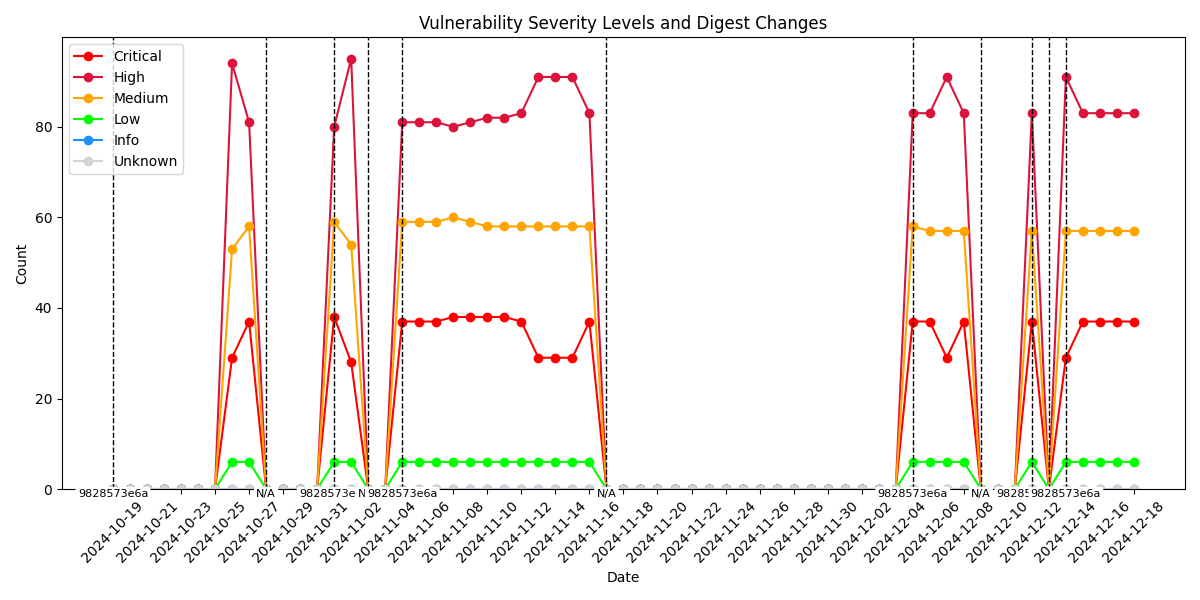 Vulnerability Severity Levels and Digest Changes
Critical
High
Medium
Low
Info
Unknown
Count
80
60
40
20
0
9828573e6a
N/A
9828573e
N
9828573e6a
N/A
9828573e6a
N/A
9828
9828573e6a
2024-10-19
2024-10-21
2024-10-23
2024-10-25
2024-10-27
2024-10-29
2024-10-31
2024-11-02
2024-11-04
2024-11-06
2024-11-08
2024-11-10
2024-11-12
2024-11-14
2024-11-16
2024-11-18
2024-11-20
2024-11-22
2024-11-24
2024-11-26
2024-11-28
2024-11-30
2024-12-02
2024-12-04
2024-12-06
2024-12-08
2024-12-10
2024-12-12
2024-12-14
2024-12-16
2024-12-18
Date